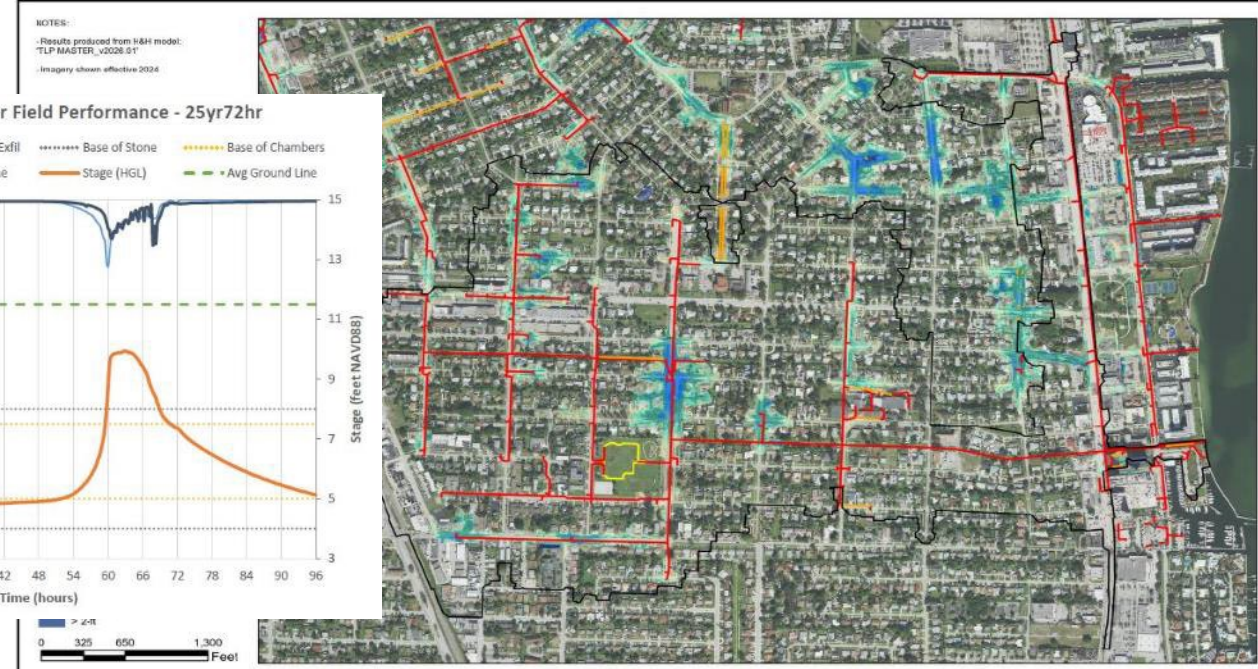 NOTES:
- Results produced from H&H model:
"TLP MASTER_v2026.01"
- Imagery shown effective 2024
r Field Performance - 25yr72hr
Exfil
Base of Stone
Base of Chambers
e
Stage (HGL)
Avg Ground Line
15
13
11
9
7
5
3
Stage (feet NAVD88)
42 48 54 60 66 72 78 84 90 96
Time (hours)
> 2-ft
0 325 650 1,300
Feet